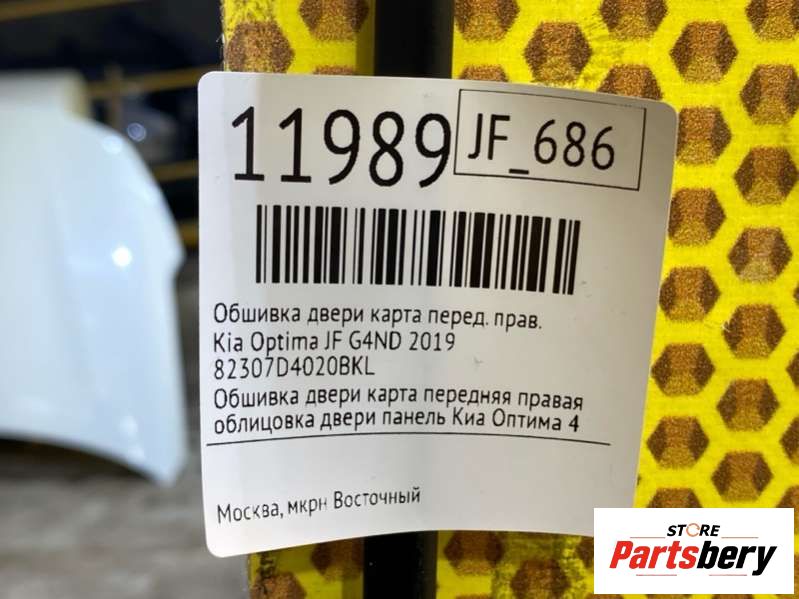 11989
JF_686
Обшивка двери карта перед. прав.
Kia Optima JF G4ND 2019
82307D4020BKL
Обшивка двери карта передняя правая
облицовка двери панель Киа Оптима 4
Москва, мкрн Восточный
STORE
Partsbery